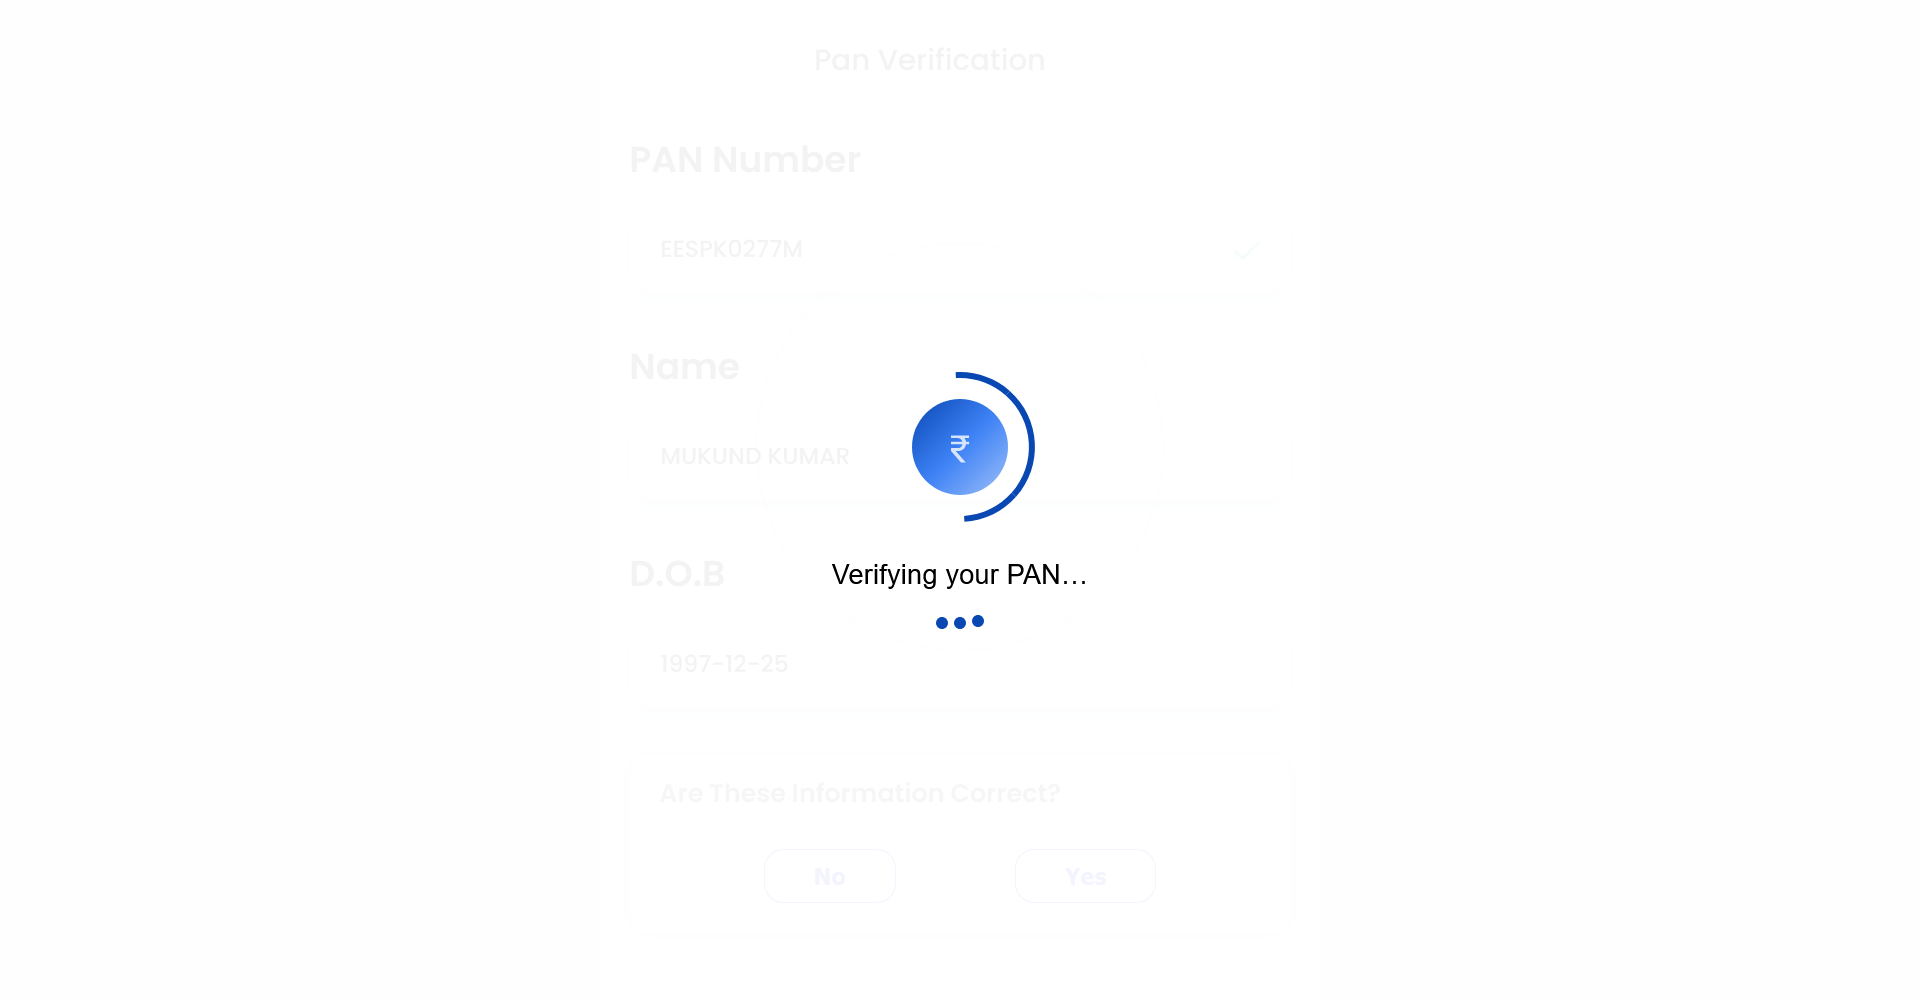 Pan Verification
PAN Number
EESPK0277M
Name
MUKUND KUMAR
₹
Verifying your PAN...
D.O.B
1997-12-25
Are These Information Correct?
No
Yes